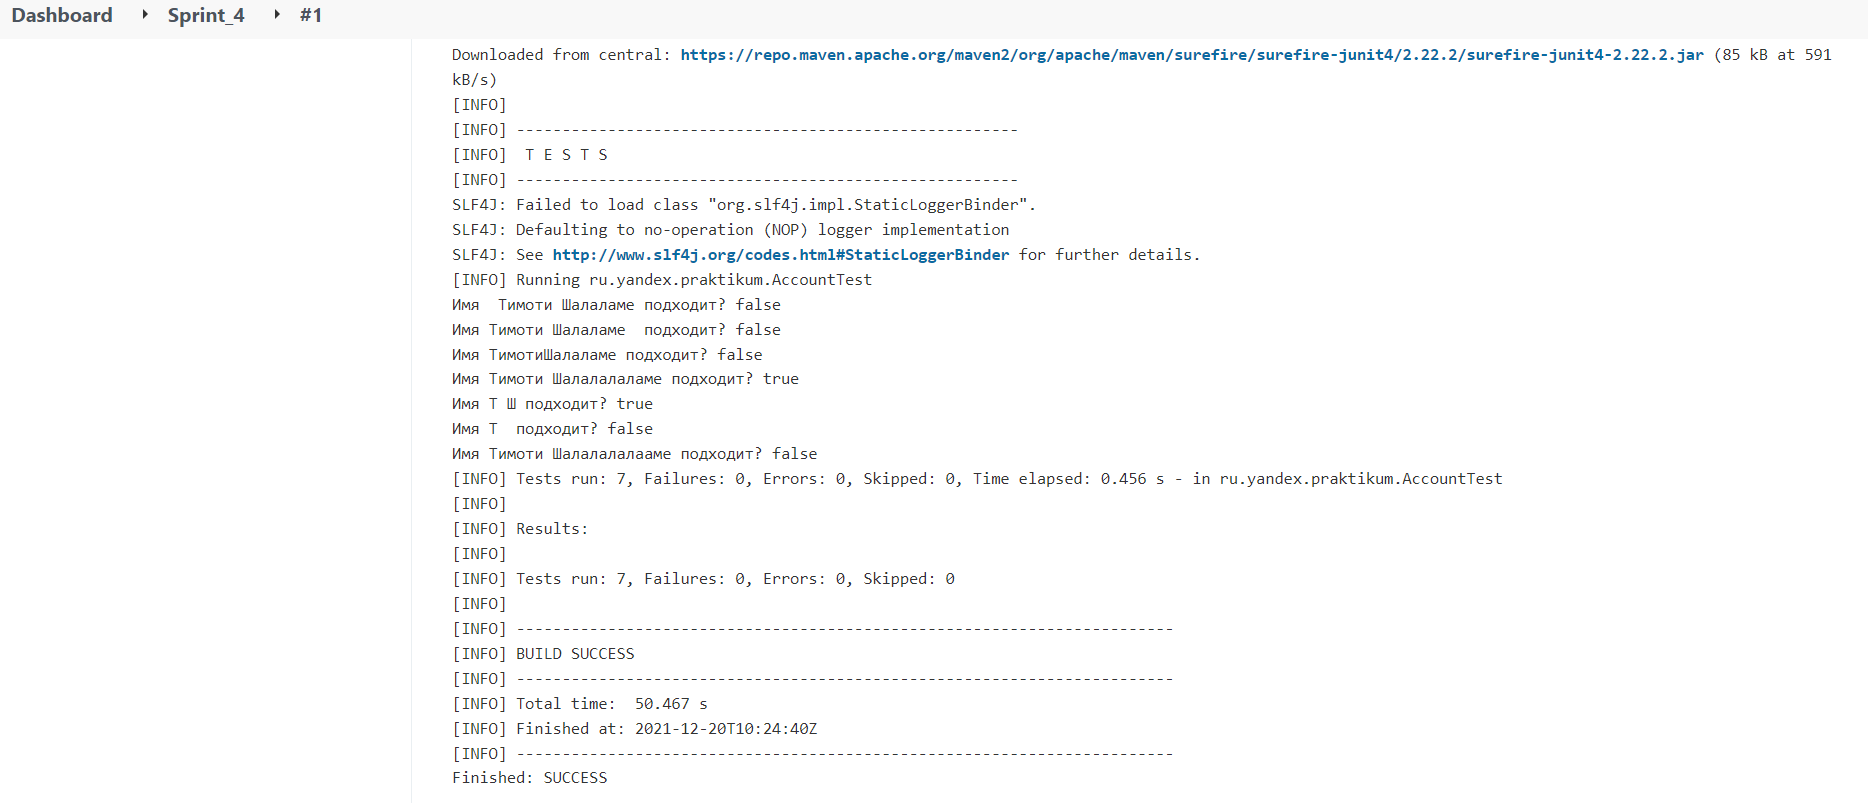 Dashboard Sprint_4 #1
Downloaded from central: https://repo.maven.apache.org/maven2/org/apache/maven/surefire/surefire-junit4/2.22.2/surefire-junit4-2.22.2.jar (85 kB at 591
kB/s)
[INFO]
[INFO] -------------------------------------------------------
[INFO]  T E S T S
[INFO] -------------------------------------------------------
SLF4J: Failed to load class "org.slf4j.impl.StaticLoggerBinder".
SLF4J: Defaulting to no-operation (NOP) logger implementation
SLF4J: See http://www.slf4j.org/codes.html#StaticLoggerBinder for further details.
[INFO] Running ru.yandex.praktikum.AccountTest
Имя  Тимоти Шалаламе подходит? false
Имя Тимоти Шалаламе  подходит? false
Имя ТимотиШалаламе подходит? false
Имя Тимоти Шалалалаламе подходит? true
Имя Т Ш подходит? true
Имя Т  подходит? false
Имя Тимоти Шалалалалааме подходит? false
[INFO] Tests run: 7, Failures: 0, Errors: 0, Skipped: 0, Time elapsed: 0.456 s - in ru.yandex.praktikum.AccountTest
[INFO]
[INFO] Results:
[INFO]
[INFO] Tests run: 7, Failures: 0, Errors: 0, Skipped: 0
[INFO]
[INFO] ------------------------------------------------------------------------
[INFO] BUILD SUCCESS
[INFO] ------------------------------------------------------------------------
[INFO] Total time:  50.467 s
[INFO] Finished at: 2021-12-20T10:24:40Z
[INFO] ------------------------------------------------------------------------
Finished: SUCCESS